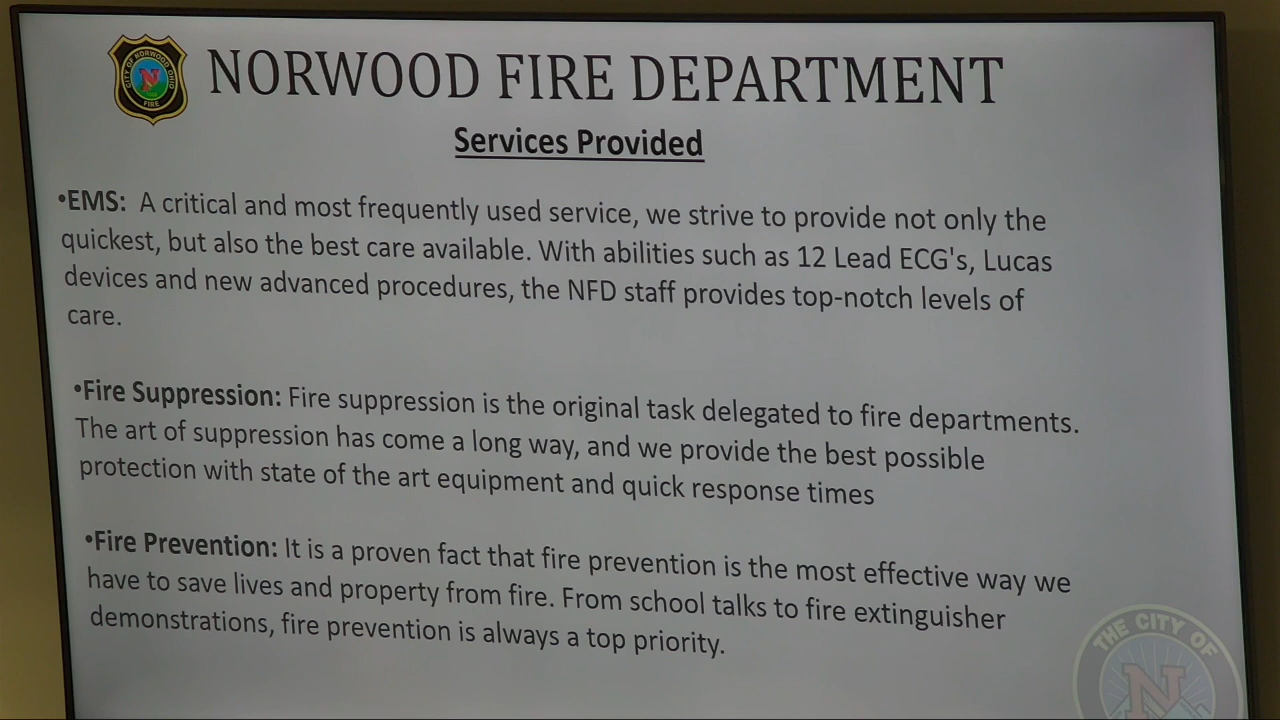 CITY OF NORWOOD OHIO
N
FIRE
NORWOOD FIRE DEPARTMENT
Services Provided
•EMS: A critical and most frequently used service, we strive to provide not only the
quickest, but also the best care available. With abilities such as 12 Lead ECG's, Lucas
devices and new advanced procedures, the NFD staff provides top-notch levels of
care.
•Fire Suppression: Fire suppression is the original task delegated to fire departments.
The art of suppression has come a long way, and we provide the best possible
protection with state of the art equipment and quick response times
•Fire Prevention: It is a proven fact that fire prevention is the most effective way we
have to save lives and property from fire. From school talks to fire extinguisher
demonstrations, fire prevention is always a top priority.
THE CITY OF
N